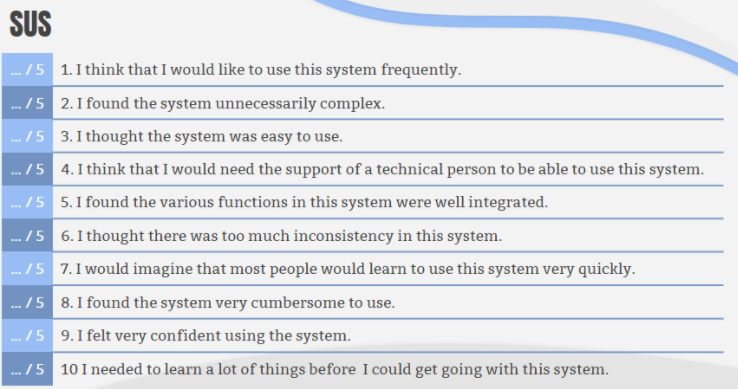 SUS
... / 5 1. I think that I would like to use this system frequently.
... / 5 2. I found the system unnecessarily complex.
... / 5 3. I thought the system was easy to use.
... / 5 4. I think that I would need the support of a technical person to be able to use this system.
... / 5 5. I found the various functions in this system were well integrated.
... / 5 6. I thought there was too much inconsistency in this system.
... / 5 7. I would imagine that most people would learn to use this system very quickly.
... / 5 8. I found the system very cumbersome to use.
... / 5 9. I felt very confident using the system.
... / 5 10 I needed to learn a lot of things before I could get going with this system.